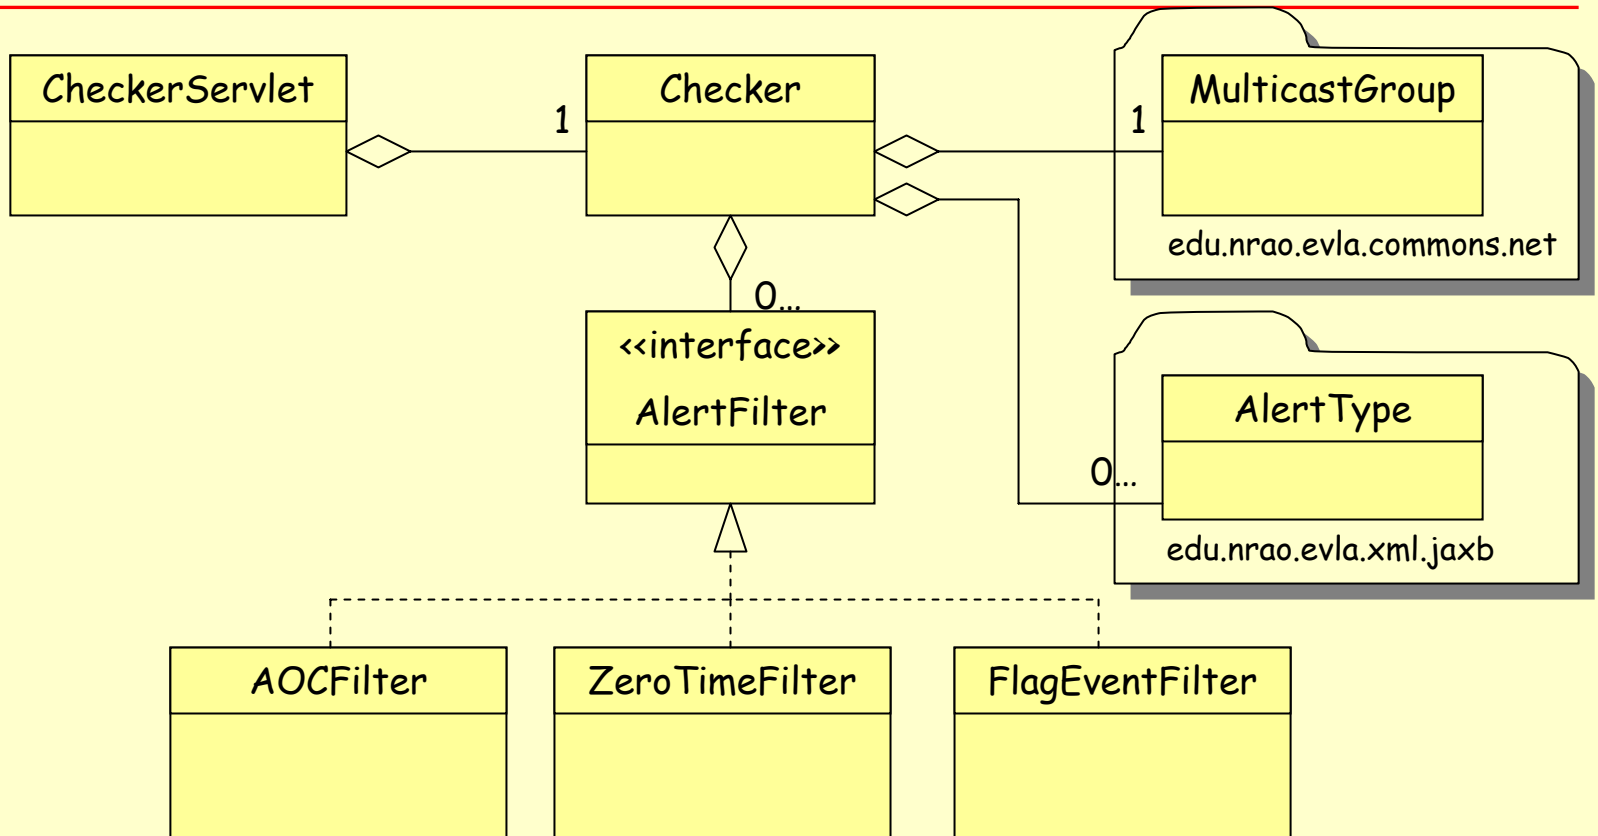 CheckerServlet
1
Checker
1
MulticastGroup
edu.nrao.evla.commons.net
0...
<<interface>>
AlertFilter
AlertType
0...
edu.nrao.evla.xml.jaxb
AOCFilter
ZeroTimeFilter
FlagEventFilter